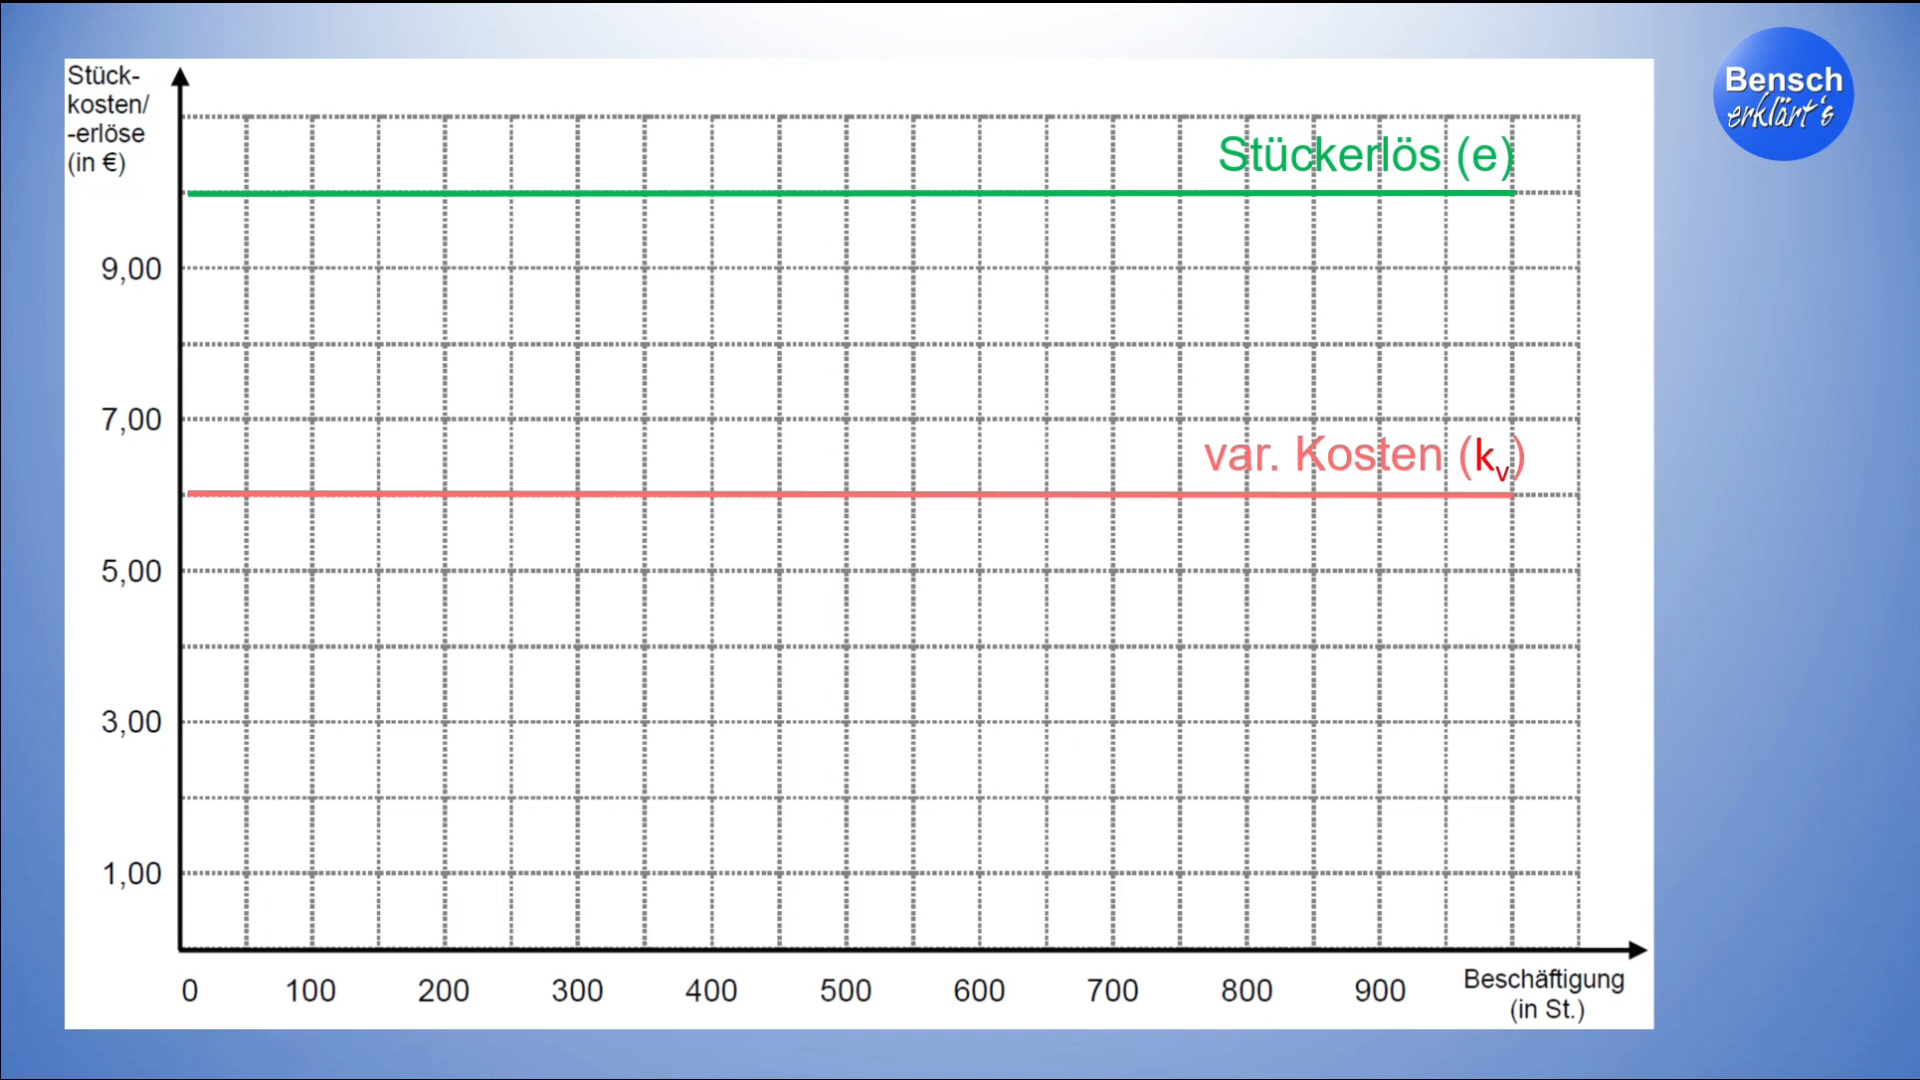 Stück-
kosten/
-erlöse
(in €)
Bensch
erklärt's
Stückerlös (e)
9,00
7,00
var. Kosten (kv)
5,00
3,00
1,00
0 100 200 300 400 500 600 700 800 900
Beschäftigung
(in St.)